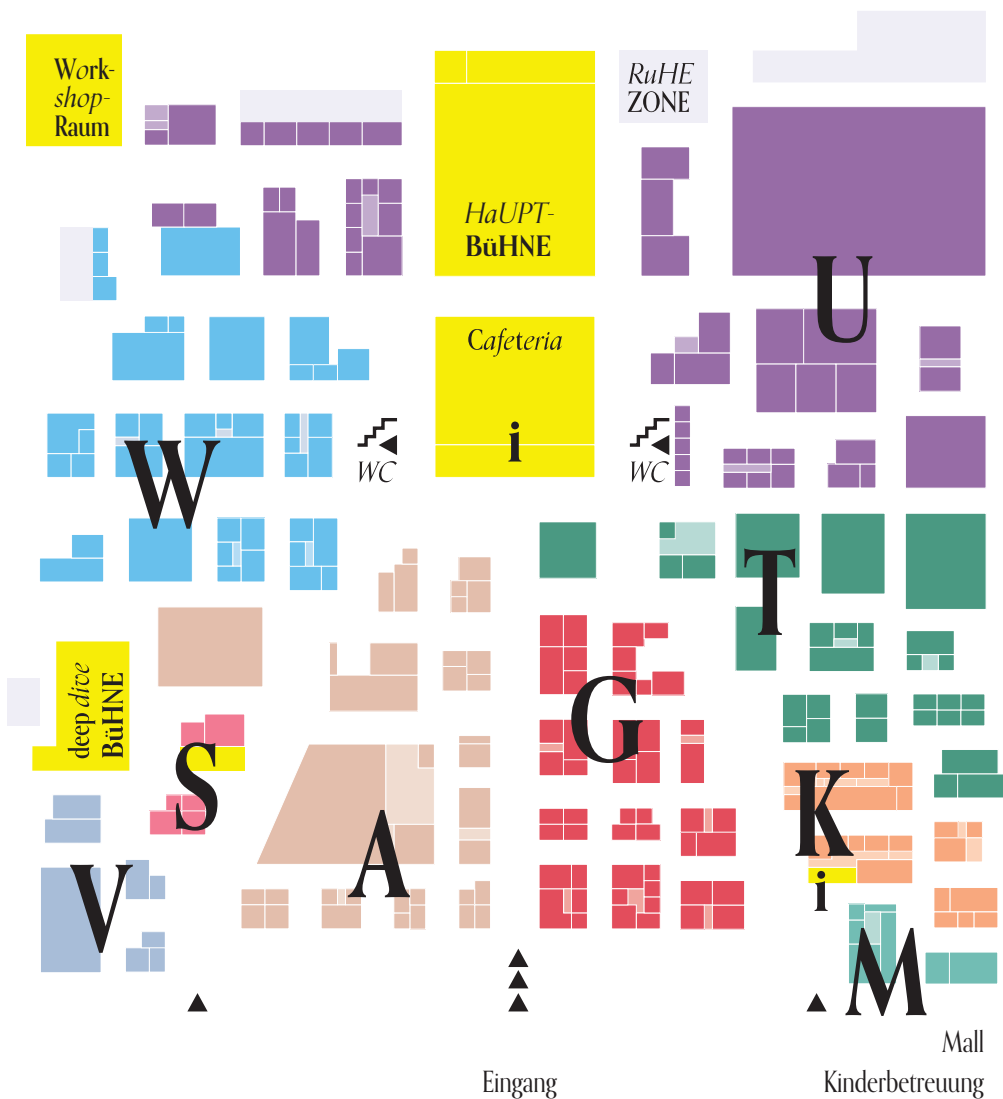 Work-
shop-
Raum
RuHE
ZONE
HaUPT-
BüHNE
U
Cafeteria
i
WC
WC
W
T
deep dive
BüHNE
G
S
K
A
i
V
M
Mall
Eingang
Kinderbetreuung